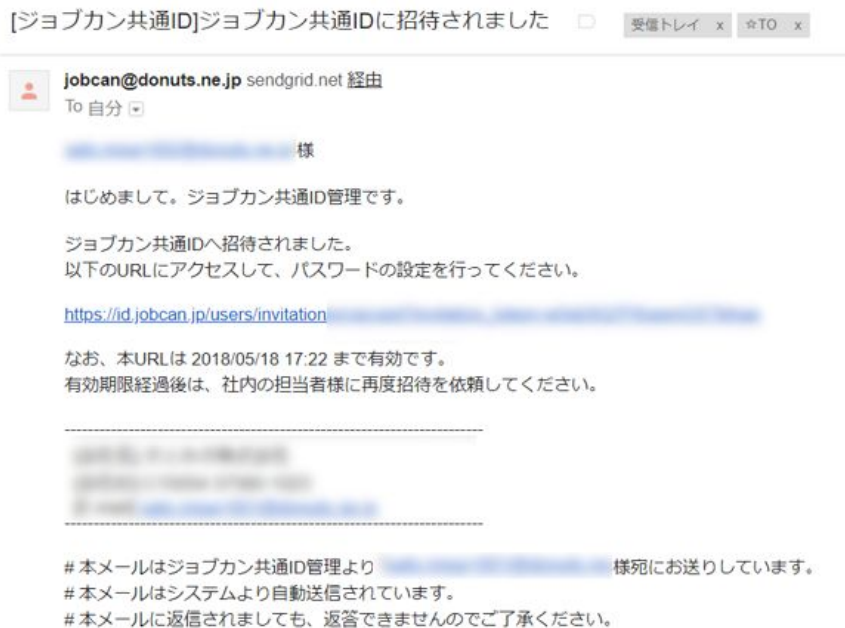 [ジョブカン共通ID]ジョブカン共通IDに招待されました
受信トレイ x ☆TO x
jobcan@donuts.ne.jp sendgrid.net 経由
To 自分
様
はじめまして。ジョブカン共通ID管理です。
ジョブカン共通IDへ招待されました。
以下のURLにアクセスして、パスワードの設定を行ってください。
https://id.jobcan.jp/users/invitation
なお、本URLは 2018/05/18 17:22 まで有効です。
有効期限経過後は、社内の担当者様に再度招待を依頼してください。
# 本メールはジョブカン共通ID管理より 様宛にお送りしています。
# 本メールはシステムより自動送信されています。
# 本メールに返信されましても、返答できませんのでご了承ください。